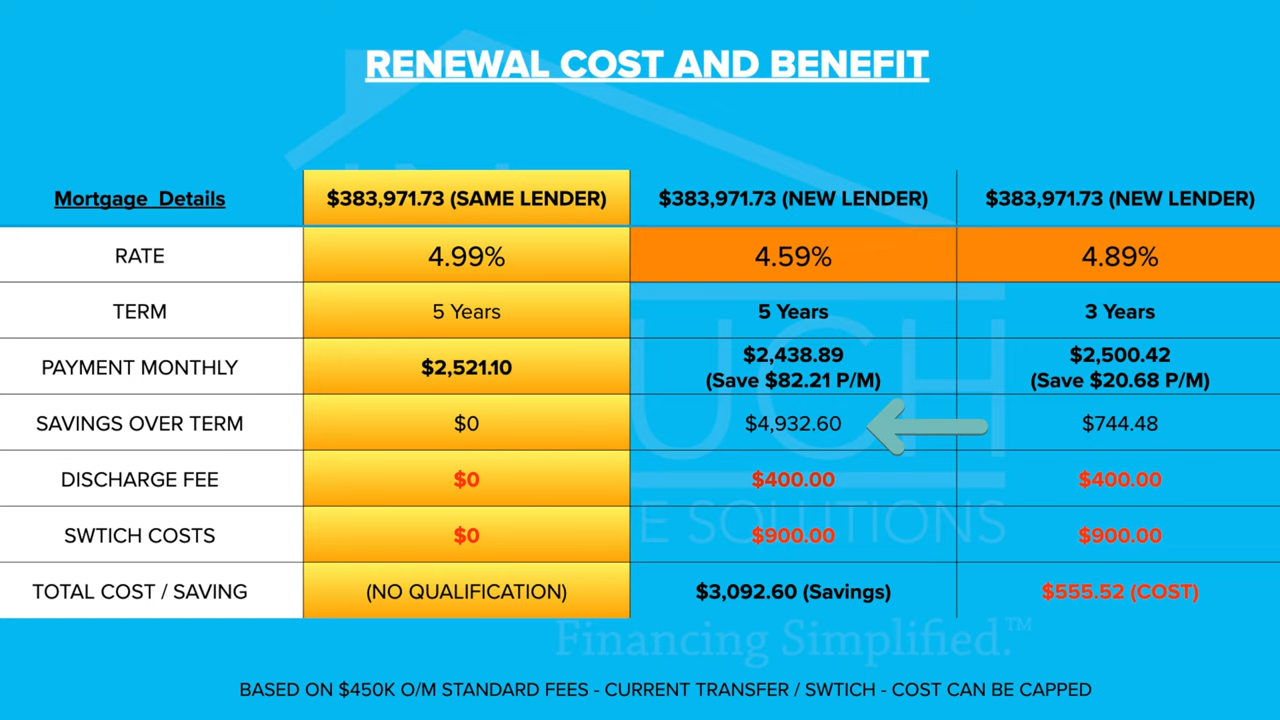 RENEWAL COST AND BENEFIT
Mortgage Details $383,971.73 (SAME LENDER) $383,971.73 (NEW LENDER) $383,971.73 (NEW LENDER)
RATE 4.99% 4.59% 4.89%
TERM 5 Years 5 Years 3 Years
PAYMENT MONTHLY $2,521.10 $2,438.89 (Save $82.21 P/M) $2,500.42 (Save $20.68 P/M)
SAVINGS OVER TERM $0 $4,932.60 $744.48
DISCHARGE FEE $0 $400.00 $400.00
SWTICH COSTS $0 $900.00 $900.00
TOTAL COST / SAVING (NO QUALIFICATION) $3,092.60 (Savings) $555.52 (COST)
UCH
E SOLUTIONS
Financing Simplified.™
BASED ON $450K O/M STANDARD FEES - CURRENT TRANSFER / SWTICH - COST CAN BE CAPPED